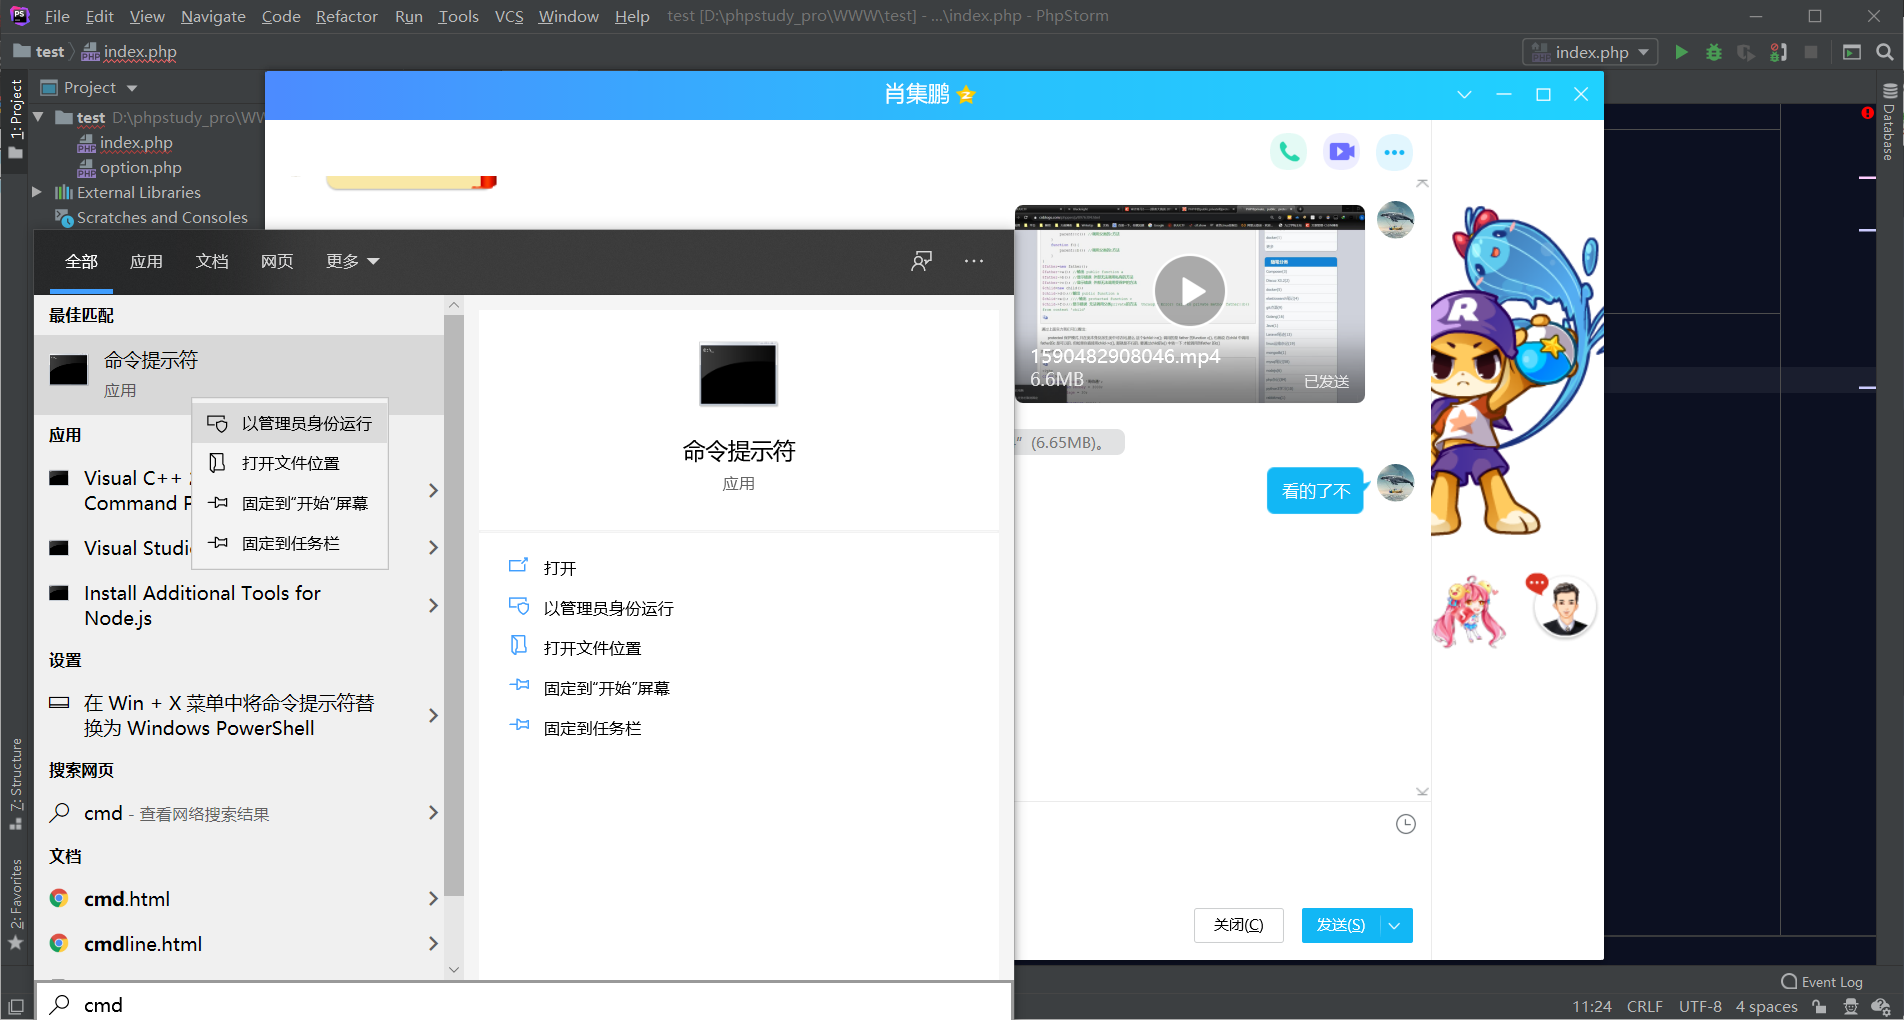 File Edit View Navigate Code Refactor Run Tools VCS Window Help test [D:\phpstudy_pro\WWW\test] - ...\index.php - PhpStorm
test index.php
index.php
1: Project
Project
test D:\phpstudy_pro\WW
index.php
option.php
External Libraries
Scratches and Consoles
7: Structure
2: Favorites
Database
肖集鹏
1590482908046.mp4
6.6MB
已发送
(6.65MB)。
看的了不
关闭(C)
发送(S)
全部 应用 文档 网页 更多
最佳匹配
命令提示符
应用
以管理员身份运行
打开文件位置
固定到“开始”屏幕
固定到任务栏
应用
Visual C++
Command P
Visual Studi
Install Additional Tools for
Node.js
设置
在 Win + X 菜单中将命令提示符替
换为 Windows PowerShell
搜索网页
cmd - 查看网络搜索结果
文档
cmd.html
cmdline.html
命令提示符
应用
打开
以管理员身份运行
打开文件位置
固定到“开始”屏幕
固定到任务栏
cmd
Event Log
11:24 CRLF UTF-8 4 spaces